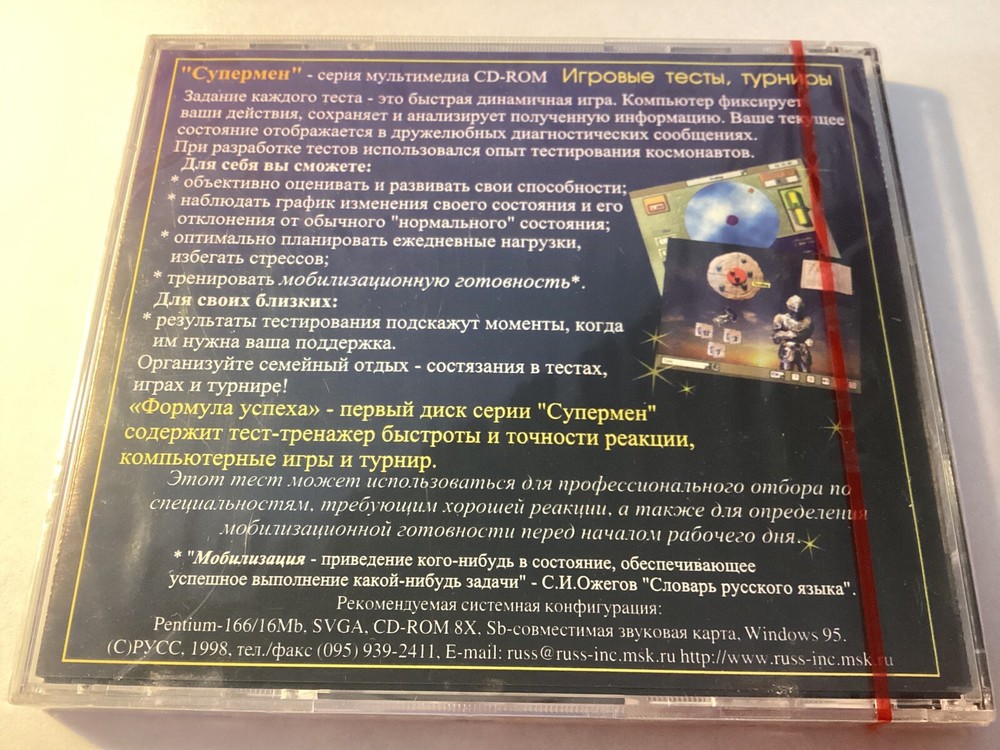 "Супермен" - серия мультимедиа CD-ROM Игровые тесты, турниры
Задание каждого теста - это быстрая динамичная игра. Компьютер фиксирует
ваши действия, сохраняет и анализирует полученную информацию. Ваше текущее
состояние отображается в дружелюбных диагностических сообщениях.
При разработке тестов использовался опыт тестирования космонавтов.
Для себя вы сможете:
* объективно оценивать и развивать свои способности;
* наблюдать график изменения своего состояния и его
отклонения от обычного "нормального" состояния;
* оптимально планировать ежедневные нагрузки,
избегать стрессов;
* тренировать мобилизационную готовность*.
Для своих близких:
* результаты тестирования подскажут моменты, когда
им нужна ваша поддержка.
Организуйте семейный отдых - состязания в тестах,
играх и турнире!
«Формула успеха» - первый диск серии "Супермен"
содержит тест-тренажер быстроты и точности реакции,
компьютерные игры и турнир.
Этот тест может использоваться для профессионального отбора по
специальностям, требующим хорошей реакции, а также для определения
мобилизационной готовности перед началом рабочего дня.
* "Мобилизация - приведение кого-нибудь в состояние, обеспечивающее
успешное выполнение какой-нибудь задачи" - С.И.Ожегов "Словарь русского языка".
Рекомендуемая системная конфигурация:
Pentium-166/16Mb, SVGA, CD-ROM 8X, Sb-совместимая звуковая карта, Windows 95.
(С)РУСС, 1998, тел./факс (095) 939-2411, E-mail: russ@russ-inc.msk.ru http://www.russ-inc.msk.ru